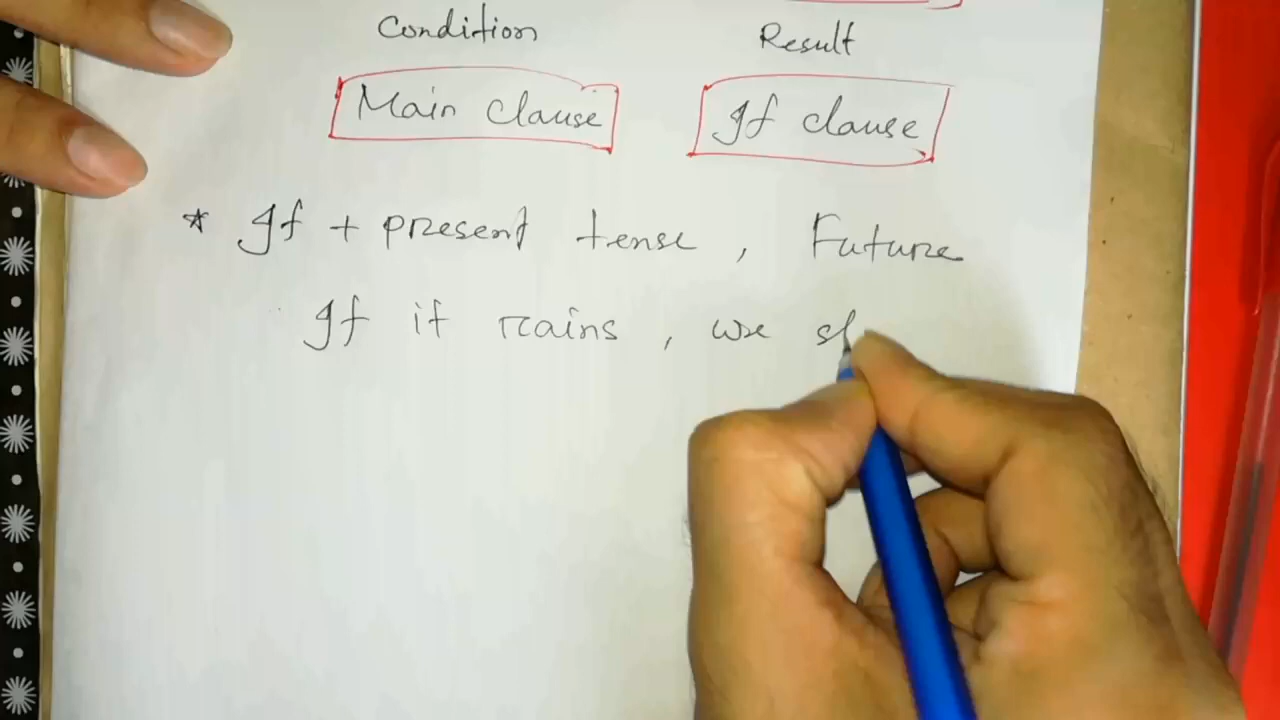 Condition Result
Main Clause If clause
* If + present tense , Future
If it rains , we sh